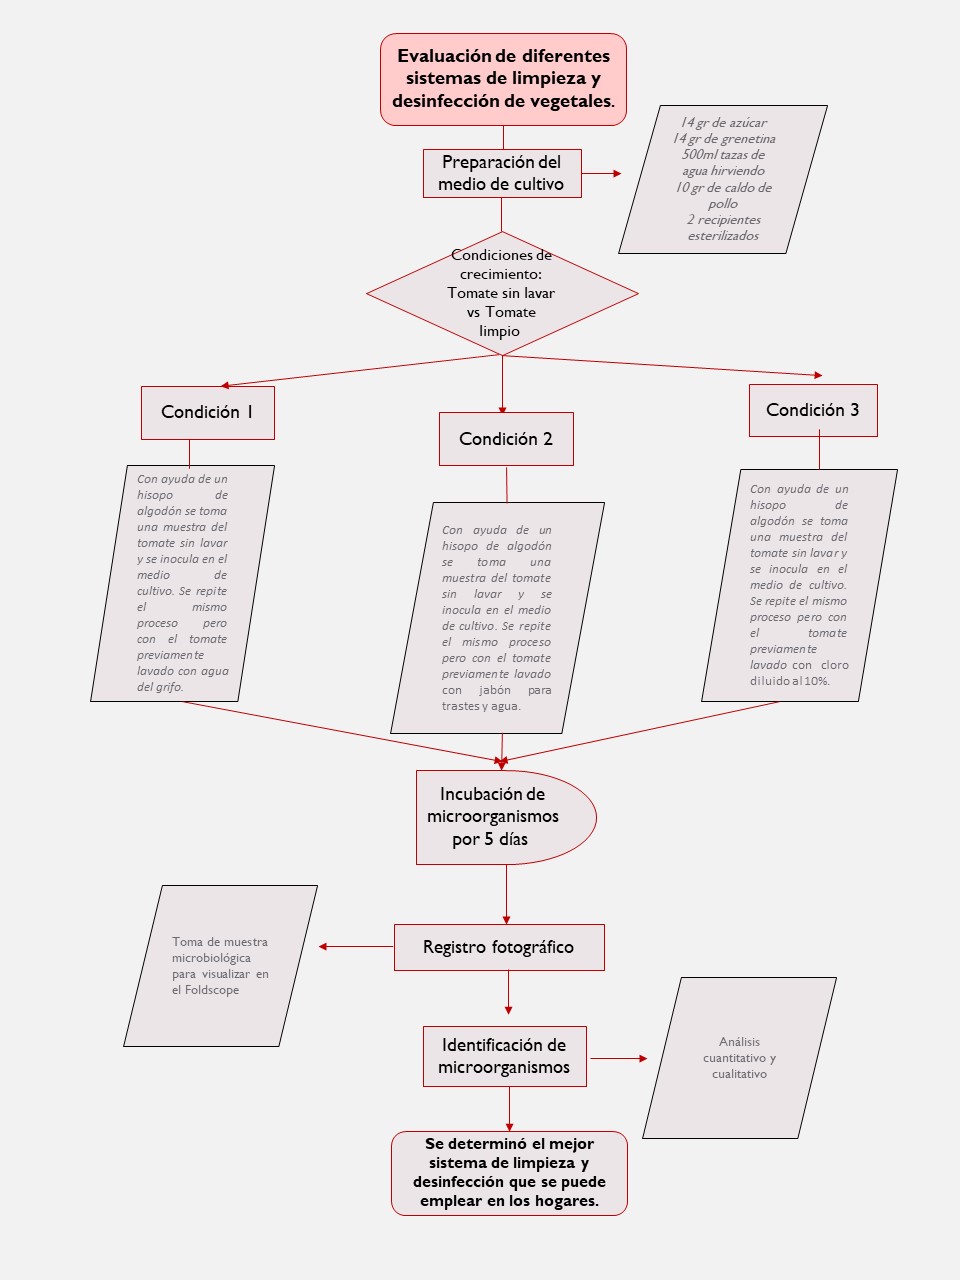 Evaluación de diferentes
sistemas de limpieza y
desinfección de vegetales.
Preparación del
medio de cultivo
14 gr de azúcar
14 gr de grenetina
500ml tazas de
agua hirviendo
10 gr de caldo de
pollo
2 recipientes
esterilizados
Condiciones de
crecimiento:
Tomate sin lavar
vs Tomate
limpio
Condición 1
Condición 2
Condición 3
Con ayuda de un
hisopo de
algodón se toma
una muestra del
tomate sin lavar
y se inocula en el
medio de
cultivo. Se repite
el mismo
proceso pero
con el tomate
previamente
lavado con agua
del grifo.
Con ayuda de un
hisopo de algodón
se toma una
muestra del tomate
sin lavar y se
inocula en el medio
de cultivo. Se repite
el mismo proceso
pero con el tomate
previamente lavado
con jabón para
trastes y agua.
Con ayuda de un
hisopo de
algodón se toma
una muestra del
tomate sin lavar y
se inocula en el
medio de cultivo.
Se repite el mismo
proceso pero con
el tomate
previamente
lavado con cloro
diluido al 10%.
Incubación de
microorganismos
por 5 días
Registro fotográfico
Toma de muestra
microbiológica
para visualizar en
el Foldscope
Identificación de
microorganismos
Análisis
cuantitativo y
cualitativo
Se determinó el mejor
sistema de limpieza y
desinfección que se puede
emplear en los hogares.